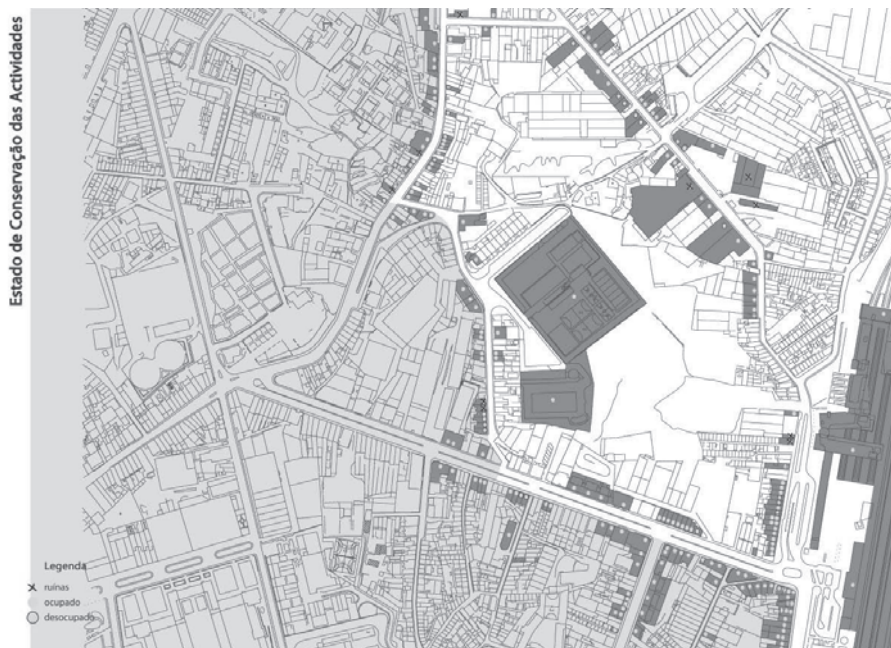 Estado de Conservação das Actividades
Legenda
ruínas
ocupado
desocupado